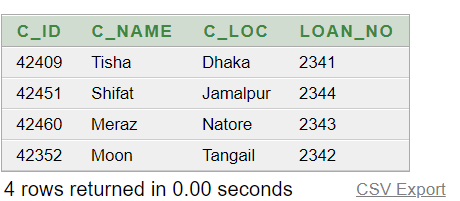 C_ID C_NAME C_LOC LOAN_NO
42409 Tisha Dhaka 2341
42451 Shifat Jamalpur 2344
42460 Meraz Natore 2343
42352 Moon Tangail 2342
4 rows returned in 0.00 seconds CSV Export